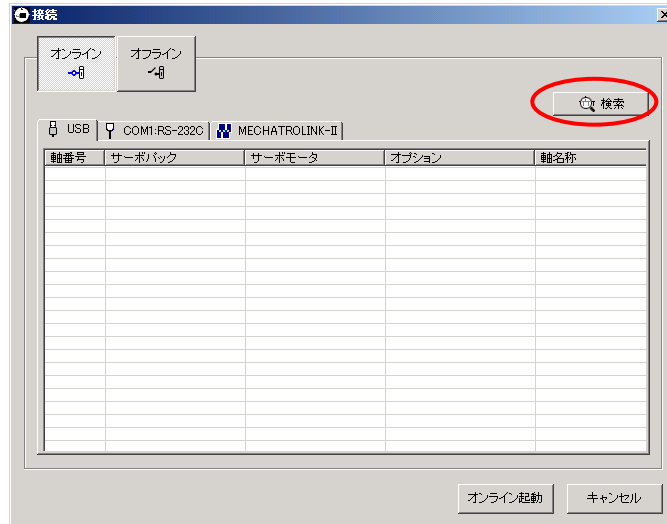 接続
オンライン オフライン
検索
USB COM1:RS-232C MECHATROLINK-II
軸番号 サーボパック サーボモータ オプション 軸名称
オンライン起動 キャンセル